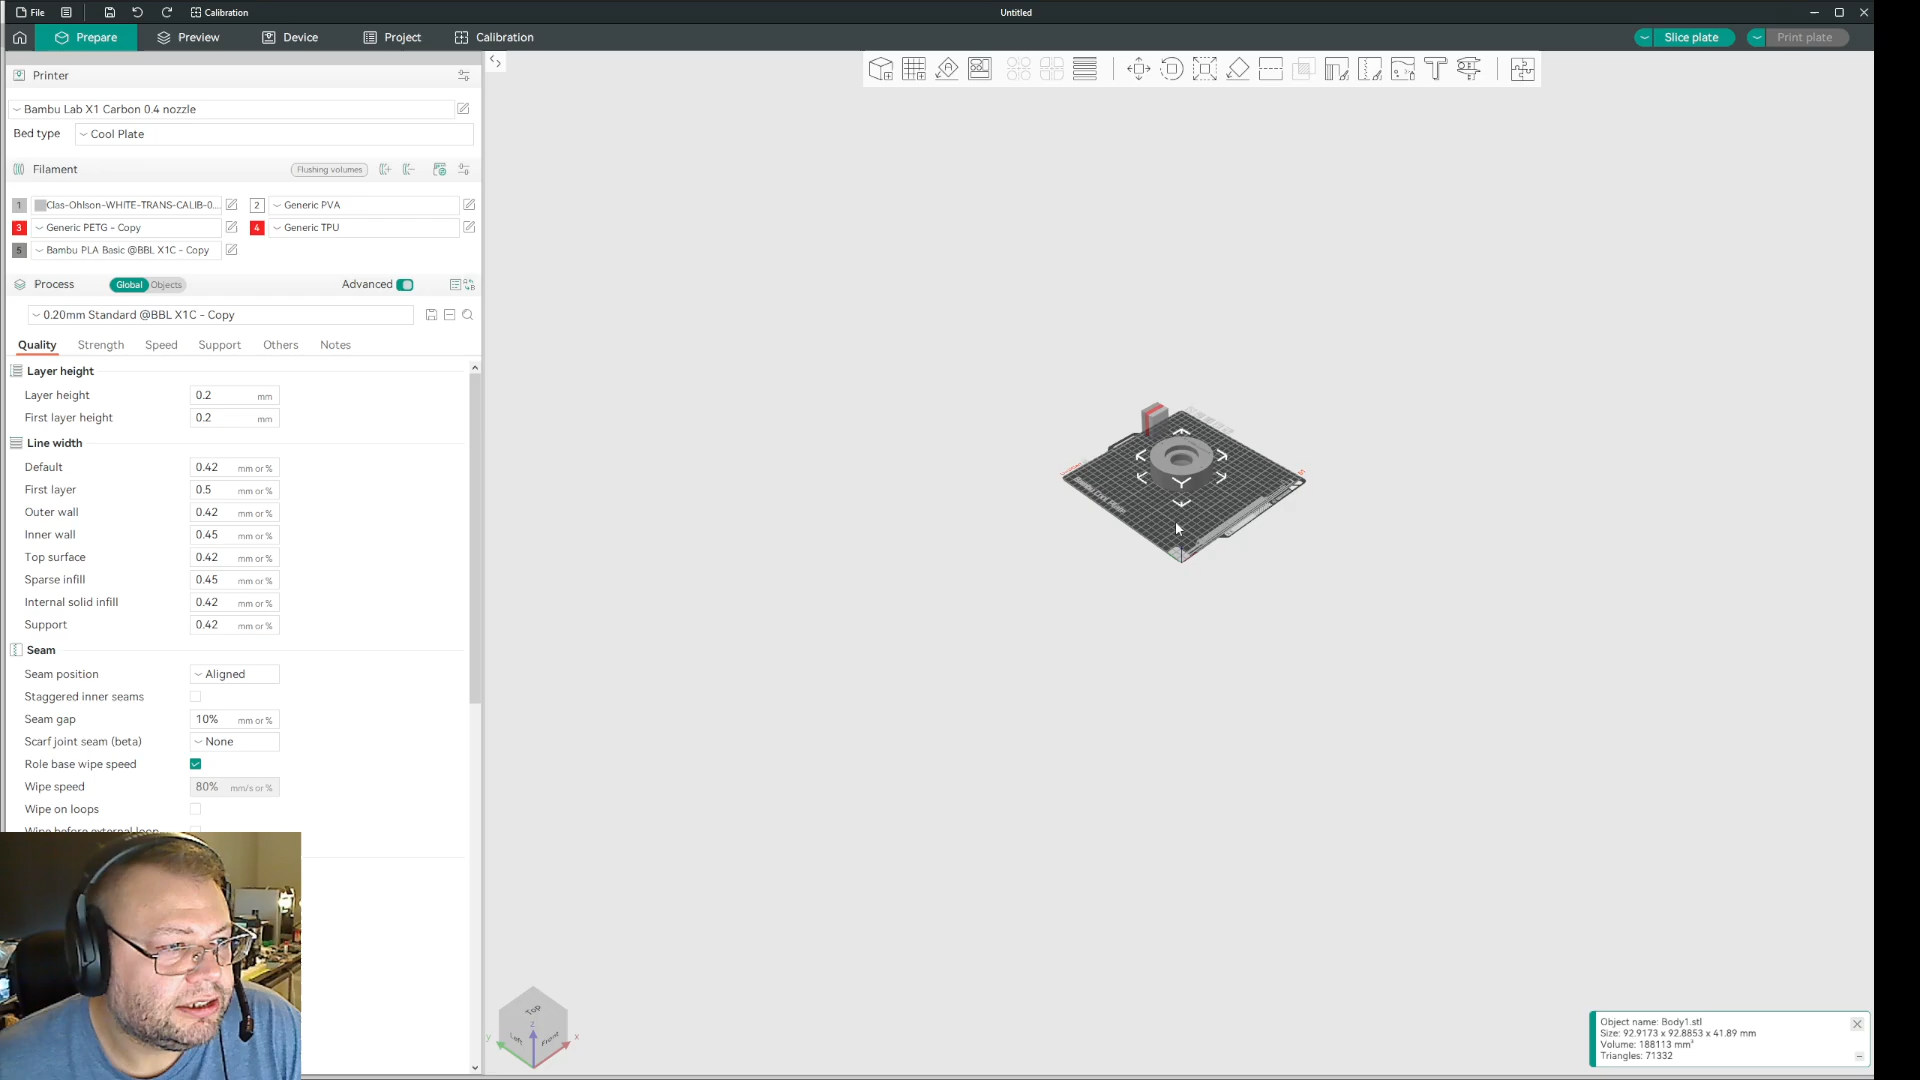 File
Calibration
Untitled
Prepare
Preview
Device
Project
Calibration
Slice plate
Print plate
Printer
Bambu Lab X1 Carbon 0.4 nozzle
Bed type
Cool Plate
Filament
Flushing volumes
1
Clas-Ohlson-WHITE-TRANS-CALIB-0...
2
Generic PVA
3
Generic PETG - Copy
4
Generic TPU
5
Bambu PLA Basic @BBL X1C - Copy
Process
Global
Objects
Advanced
0.20mm Standard @BBL X1C - Copy
Quality
Strength
Speed
Support
Others
Notes
Layer height
Layer height 0.2 mm
First layer height 0.2 mm
Line width
Default 0.42 mm or %
First layer 0.5 mm or %
Outer wall 0.42 mm or %
Inner wall 0.45 mm or %
Top surface 0.42 mm or %
Sparse infill 0.45 mm or %
Internal solid infill 0.42 mm or %
Support 0.42 mm or %
Seam
Seam position Aligned
Staggered inner seams
Seam gap 10% mm or %
Scarf joint seam (beta) None
Role base wipe speed
Wipe speed 80% mm/s or %
Wipe on loops
Wipe before external loop
Top
Left
Front
z
y
x
Object name: Body1.stl
Size: 92.9173 x 92.8853 x 41.89 mm
Volume: 188113 mm³
Triangles: 71332